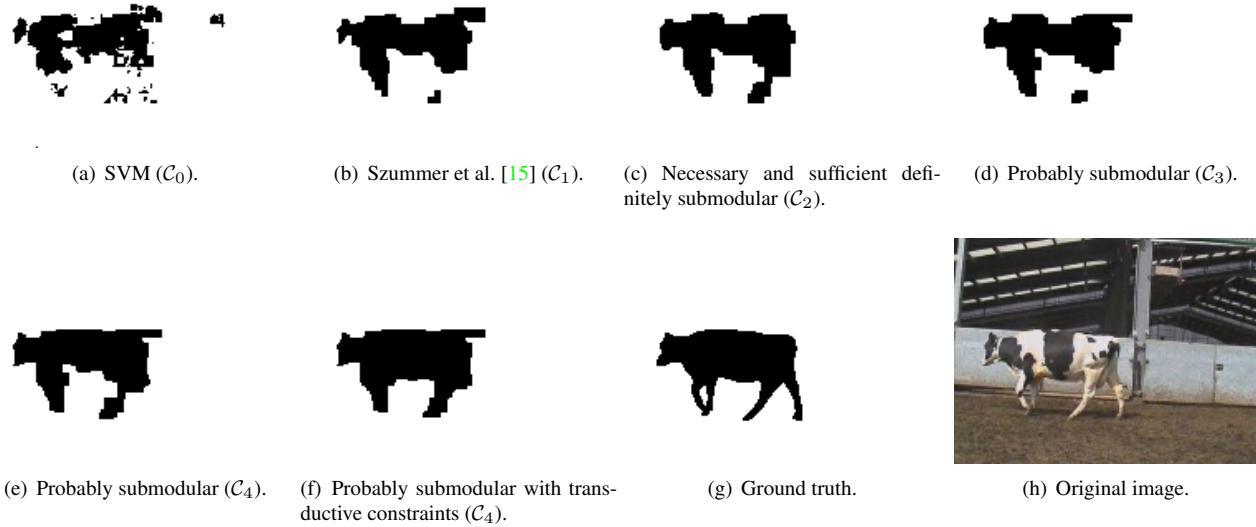 (a) SVM (𝒞₀).
(b) Szummer et al. [15] (𝒞₁).
(c) Necessary and sufficient defi-
nitely submodular (𝒞₂).
(d) Probably submodular (𝒞₃).
(e) Probably submodular (𝒞₄).
(f) Probably submodular with trans-
ductive constraints (𝒞₄).
(g) Ground truth.
(h) Original image.